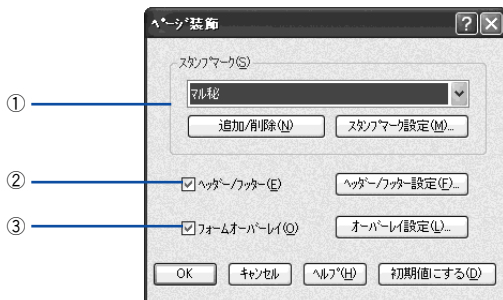 ページ装飾
スタンプマーク(S)
①
マル秘
追加/削除(N) スタンプマーク設定(M)...
② ヘッダー/フッター(E) ヘッダー/フッター設定(F)...
③ フォームオーバーレイ(O) オーバーレイ設定(L)...
OK キャンセル ヘルプ(H) 初期値にする(D)